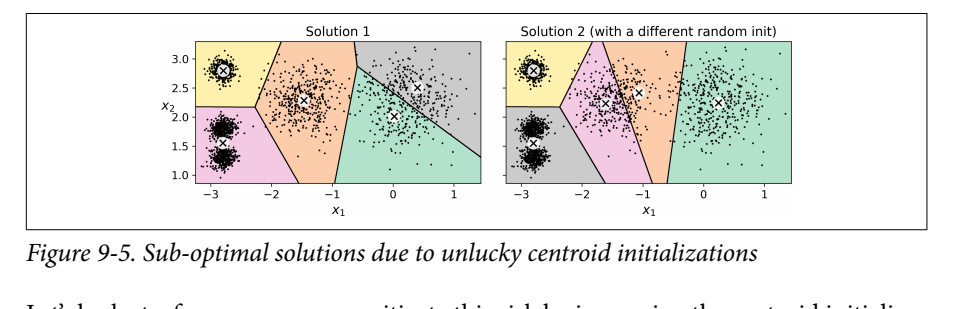 Solution 1
Solution 2 (with a different random init)
3.0
2.5
x2
2.0
1.5
1.0
−3 −2 −1 0 1
−3 −2 −1 0 1
x1
x1
Figure 9-5. Sub-optimal solutions due to unlucky centroid initializations